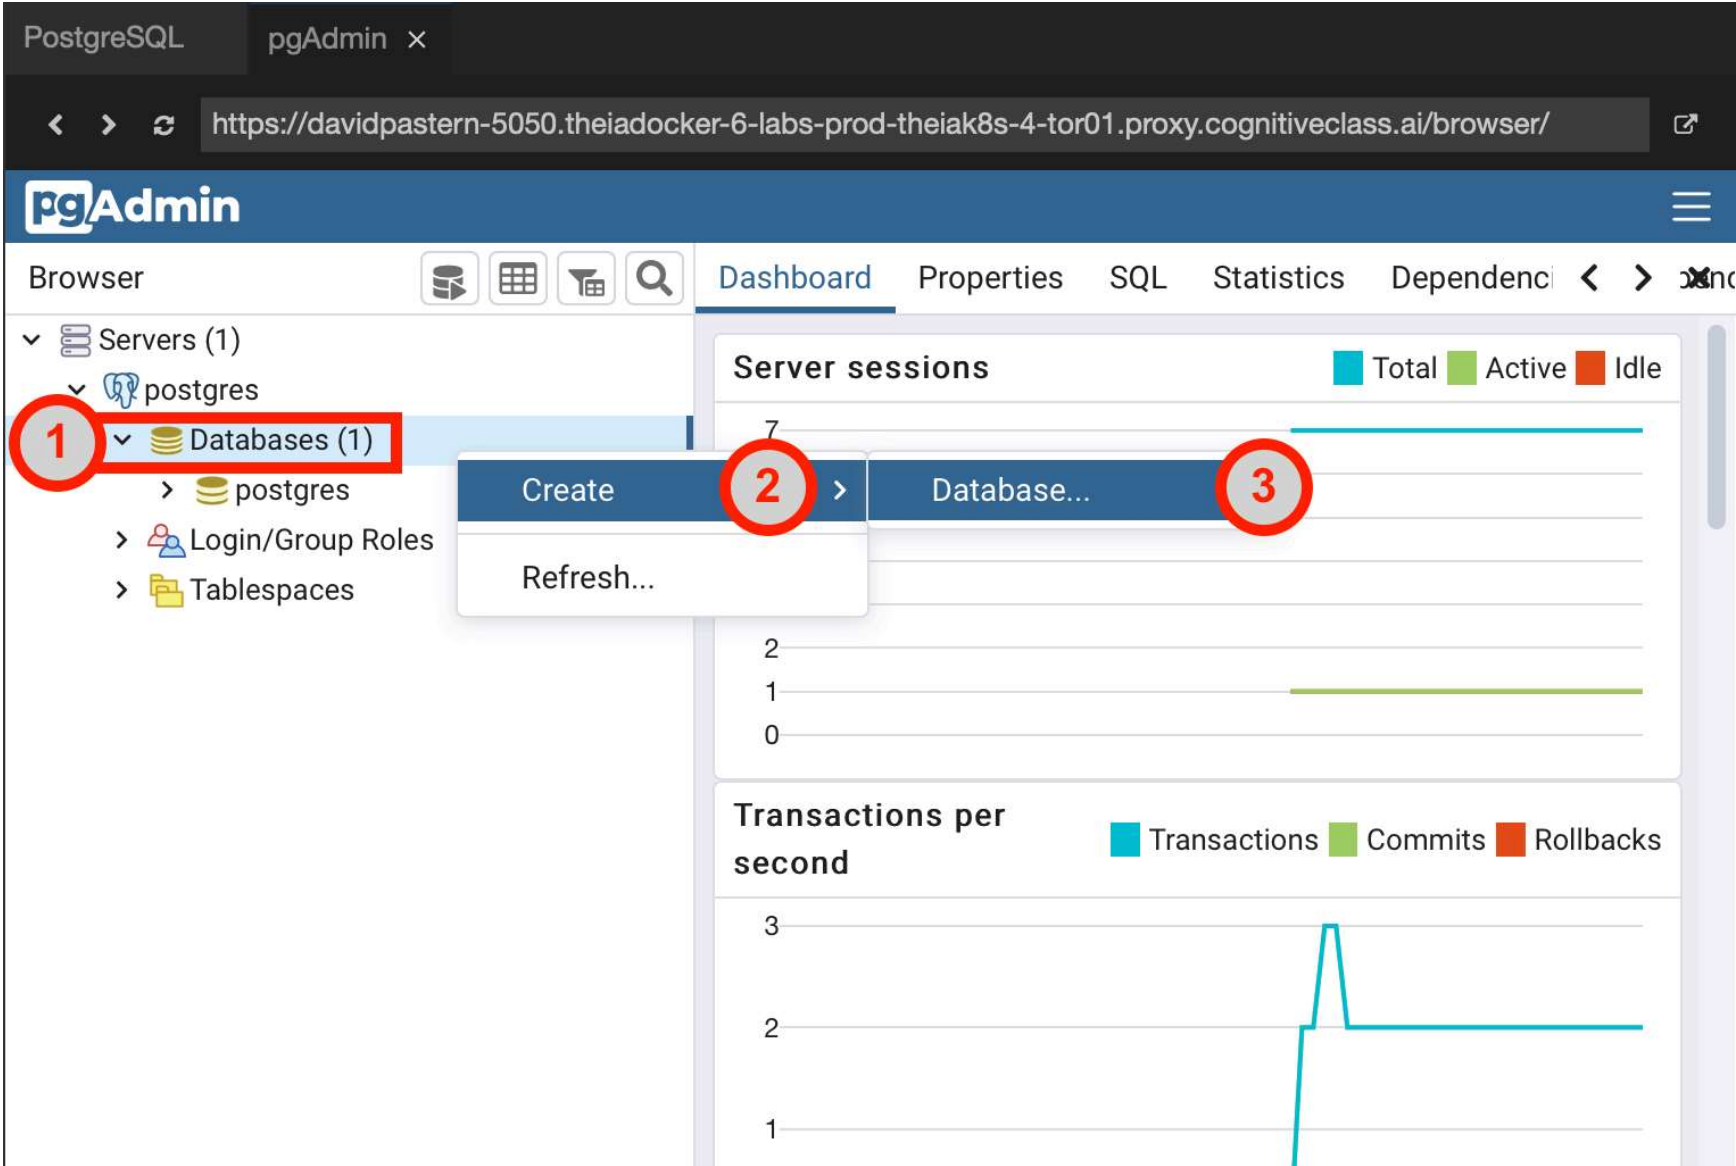 PostgreSQL pgAdmin ×
https://davidpastern-5050.theiadocker-6-labs-prod-theiak8s-4-tor01.proxy.cognitiveclass.ai/browser/
pgAdmin
Browser
Dashboard Properties SQL Statistics Dependenci
Servers (1)
postgres
1 Databases (1)
postgres
Login/Group Roles
Tablespaces
Create 2 Database... 3
Refresh...
Server sessions Total Active Idle
7
2
1
0
Transactions per
second
Transactions Commits Rollbacks
3
2
1